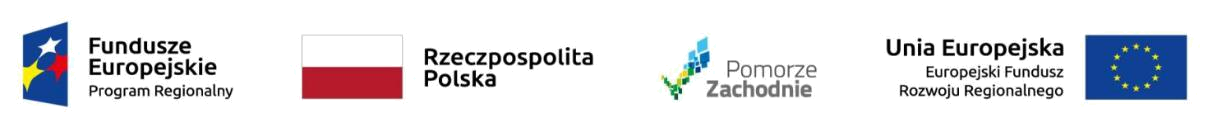 Fundusze
Europejskie
Program Regionalny
Rzeczpospolita
Polska
Pomorze
Zachodnie
Unia Europejska
Europejski Fundusz
Rozwoju Regionalnego